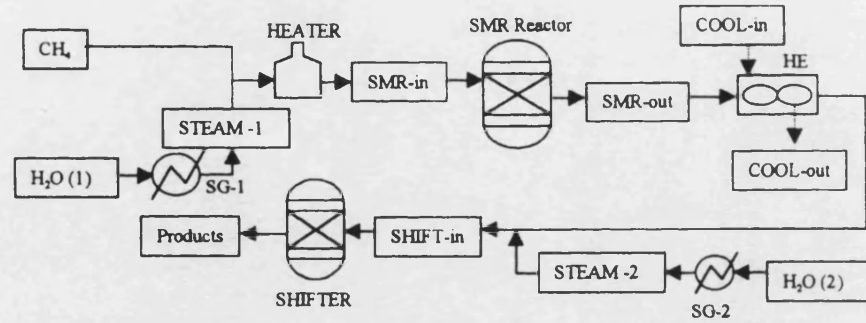 CH₄
HEATER
SMR-in
SMR Reactor
SMR-out
COOL-in
HE
COOL-out
STEAM -1
H₂O (1)
SG-1
Products
SHIFTER
SHIFT-in
STEAM -2
SG-2
H₂O (2)